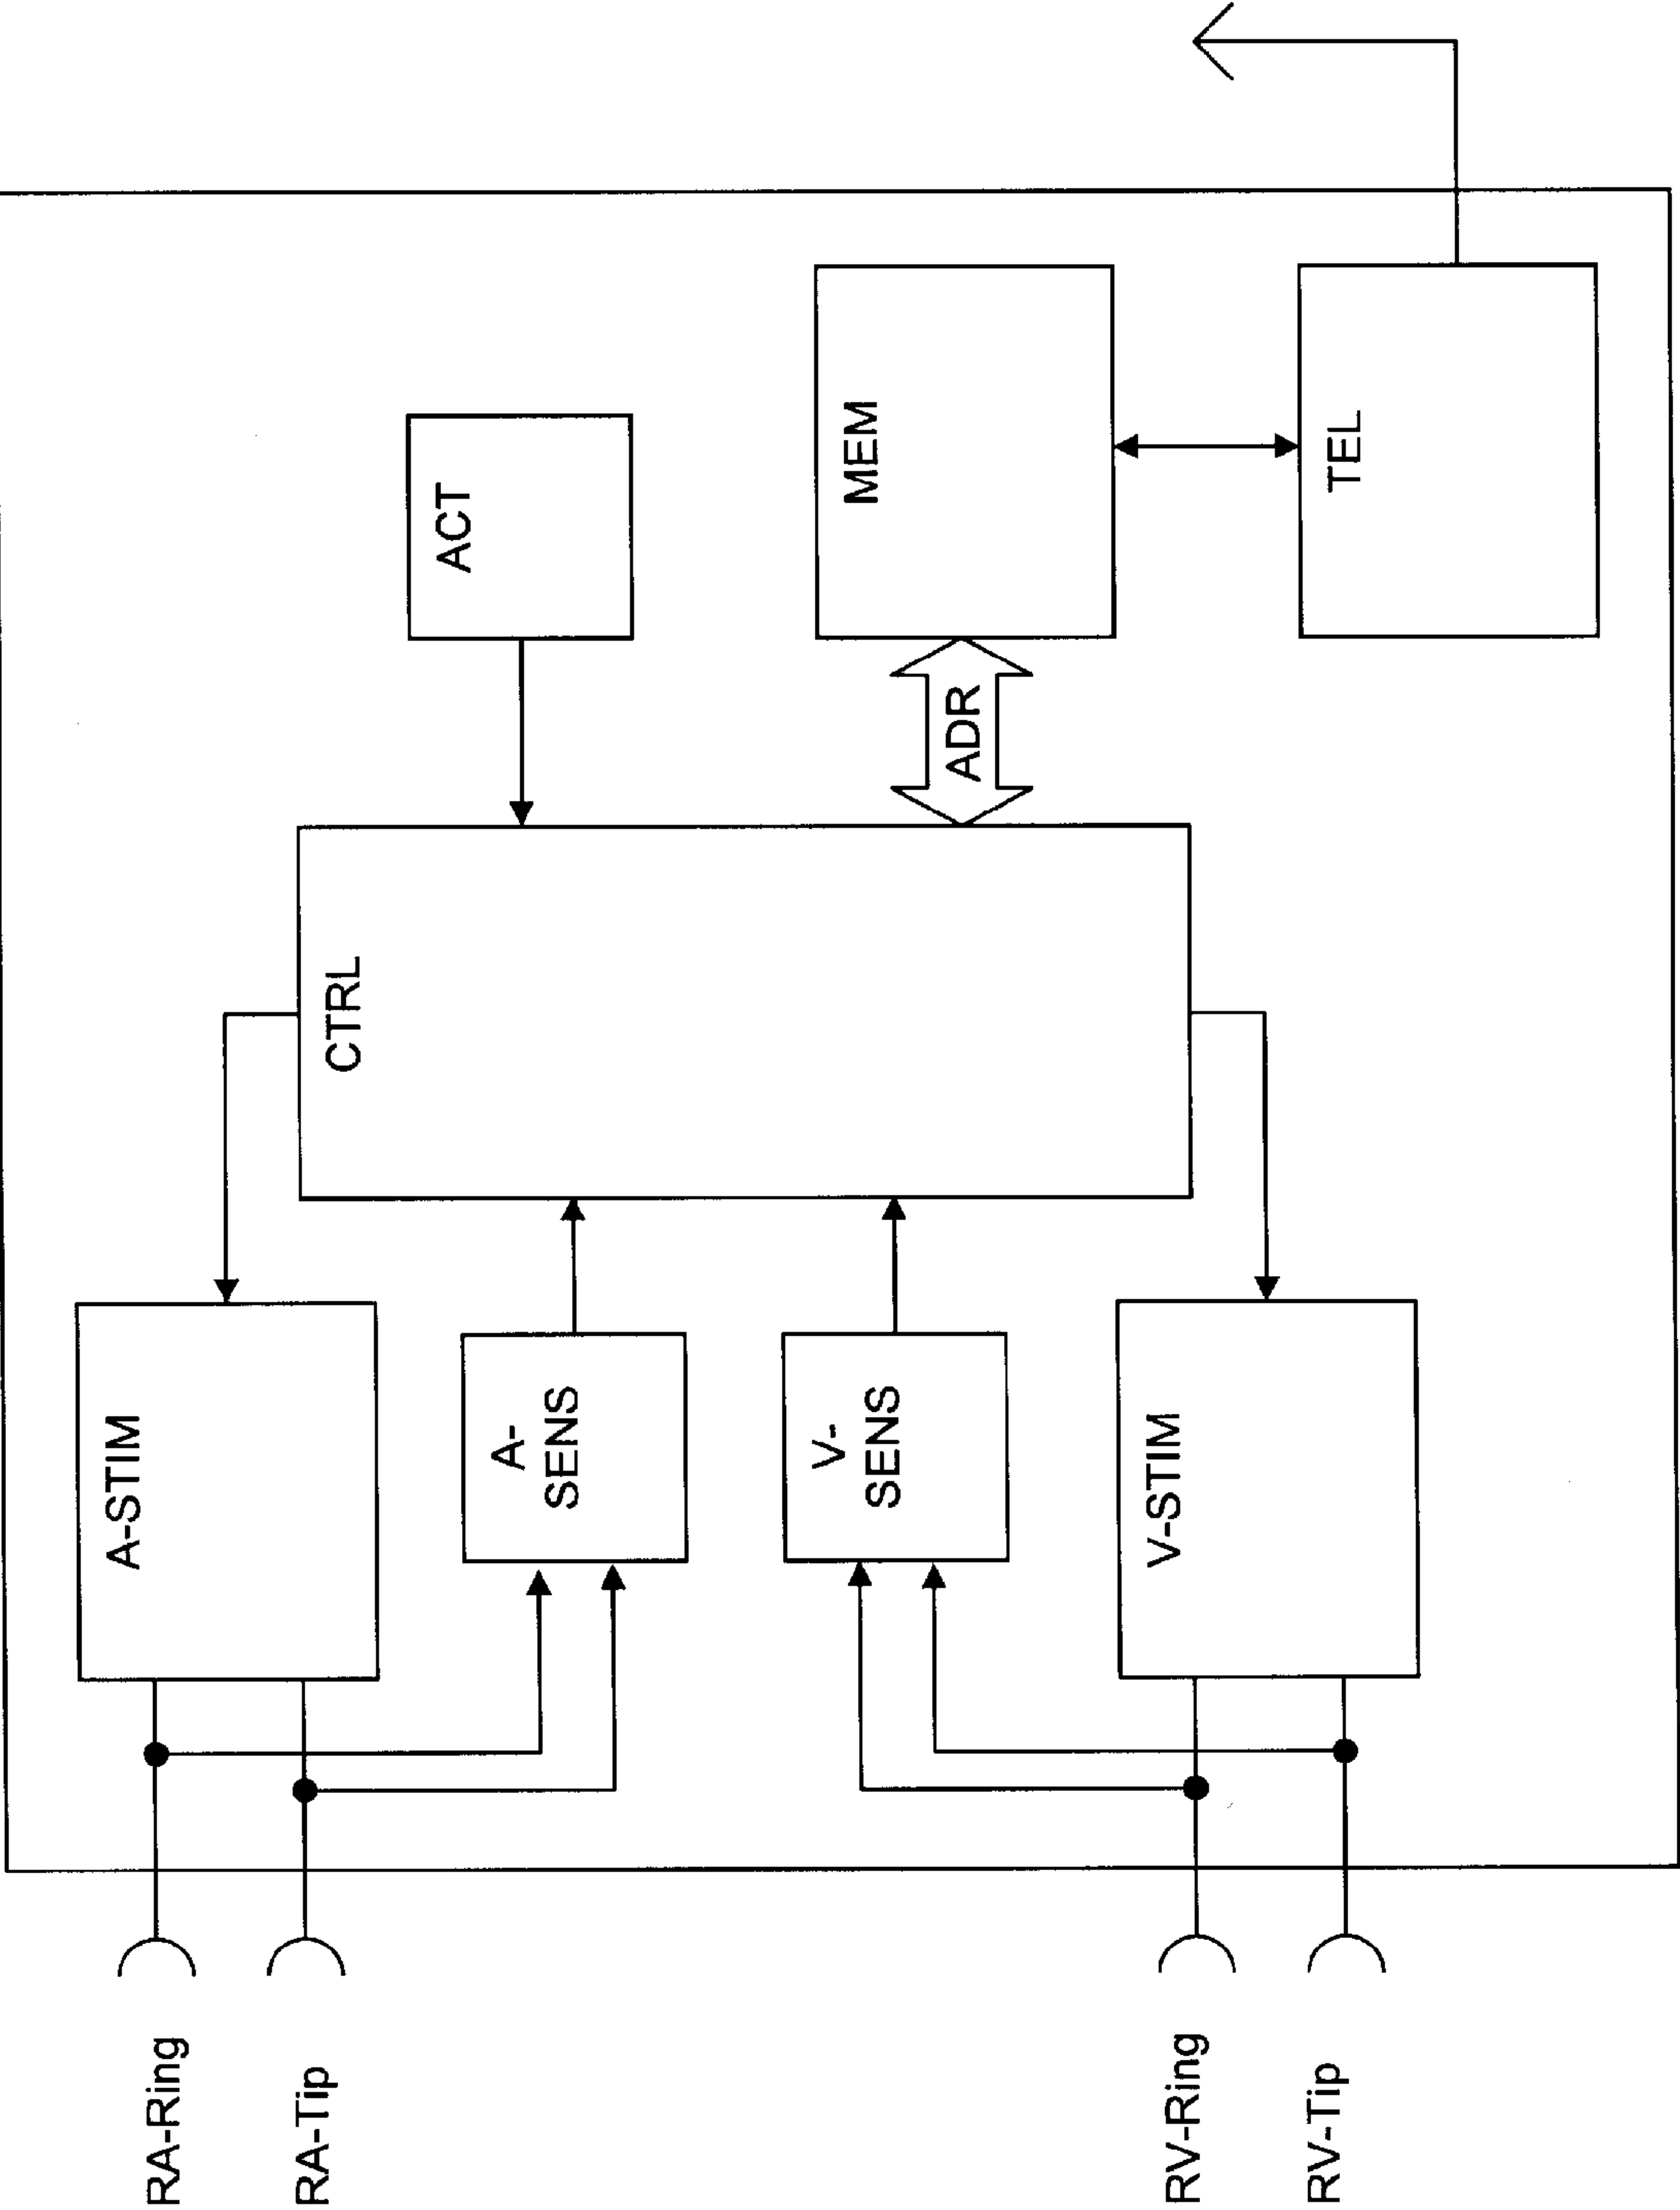 RA-Ring
RA-Tip
RV-Ring
RV-Tip
A-STIM
A-
SENS
V-
SENS
V-STIM
CTRL
ADR
ACT
MEM
TEL